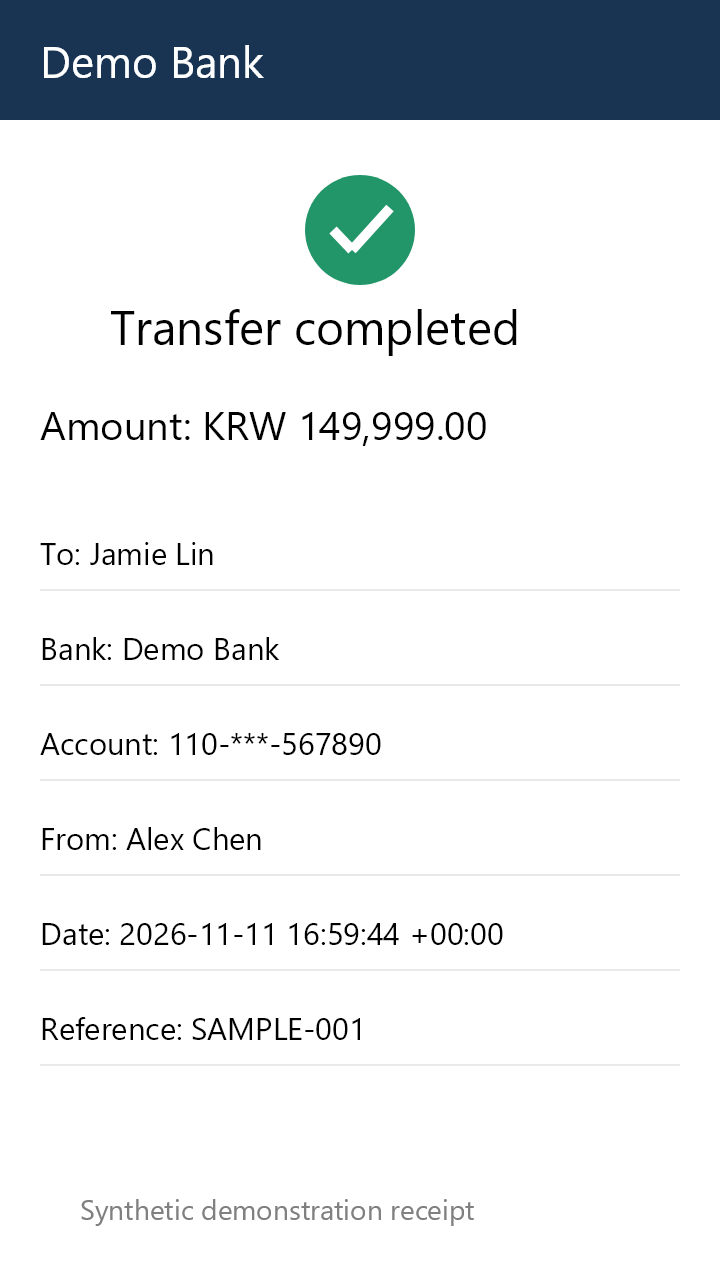 Demo Bank
Transfer completed
Amount: KRW 149,999.00
To: Jamie Lin
Bank: Demo Bank
Account: 110-***-567890
From: Alex Chen
Date: 2026-11-11 16:59:44 +00:00
Reference: SAMPLE-001
Synthetic demonstration receipt